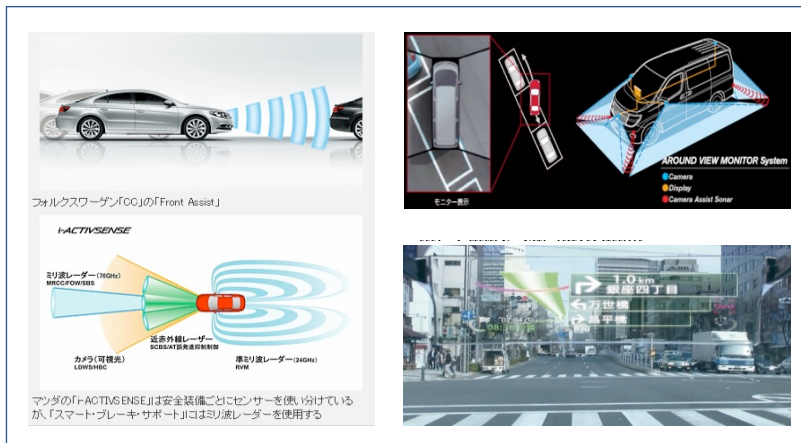 フォルクスワーゲン「CC」の「Front Assist」
i-ACTIVSENSE
ミリ波レーダー(76GHz)
MRCC/FOW/SBS
近赤外線レーザー
SCBS/AT誤発進抑制制御
カメラ(可視光)
LDWS/HBC
準ミリ波レーダー(24GHz)
RVM
マツダの「i-ACTIVSENSE」は安全装備ごとにセンサーを使い分けている
が、「スマート・ブレーキ・サポート」にはミリ波レーダーを使用する
モニター表示
AROUND VIEW MONITOR System
Camera
Display
Camera Assist Sonar
1.0 km
銀座四丁目
万世橋
昌平橋